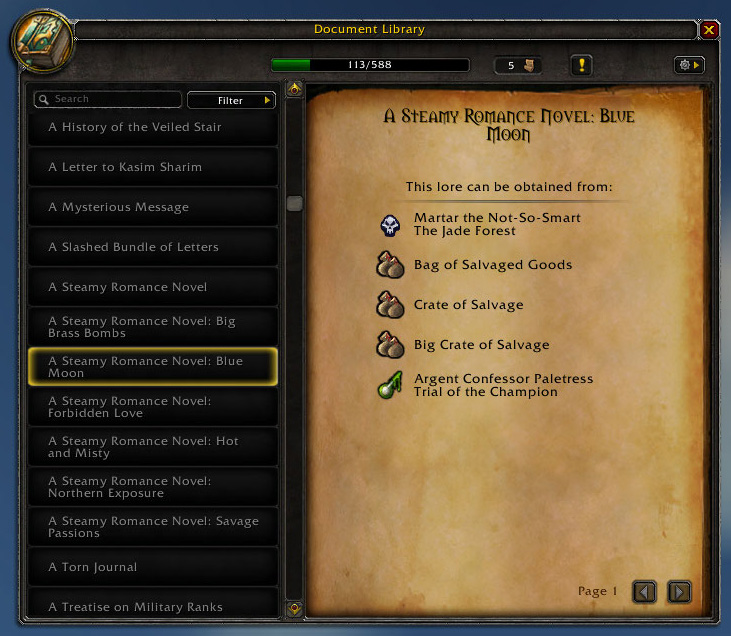 Document Library
113/588
5
Search
Filter
A History of the Veiled Stair
A Letter to Kasim Sharim
A Mysterious Message
A Slashed Bundle of Letters
A Steamy Romance Novel
A Steamy Romance Novel: Big
Brass Bombs
A Steamy Romance Novel: Blue
Moon
A Steamy Romance Novel:
Forbidden Love
A Steamy Romance Novel: Hot
and Misty
A Steamy Romance Novel:
Northern Exposure
A Steamy Romance Novel: Savage
Passions
A Torn Journal
A Treatise on Military Ranks
A Steamy Romance Novel: Blue
Moon
This lore can be obtained from:
Martar the Not-So-Smart
The Jade Forest
Bag of Salvaged Goods
Crate of Salvage
Big Crate of Salvage
Argent Confessor Paletress
Trial of the Champion
Page 1